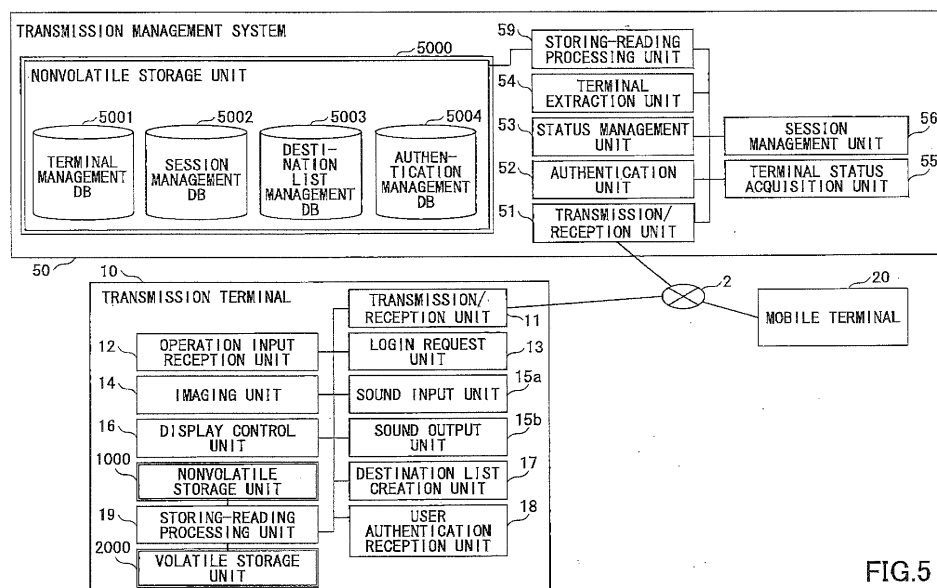 TRANSMISSION MANAGEMENT SYSTEM
5000
NONVOLATILE STORAGE UNIT
5001
TERMINAL
MANAGEMENT
DB
5002
SESSION
MANAGEMENT
DB
5003
DESTI-
NATION
LIST
MANAGEMENT
DB
5004
AUTHEN-
TICATION
MANAGEMENT
DB
59
STORING-READING
PROCESSING UNIT
54
TERMINAL
EXTRACTION UNIT
53
STATUS MANAGEMENT
UNIT
52
AUTHENTICATION
UNIT
51
TRANSMISSION/
RECEPTION UNIT
SESSION
MANAGEMENT UNIT
56
TERMINAL STATUS
ACQUISITION UNIT
55
50
10
TRANSMISSION TERMINAL
TRANSMISSION/
RECEPTION UNIT
11
2
20
MOBILE TERMINAL
12
OPERATION INPUT
RECEPTION UNIT
LOGIN REQUEST
UNIT
13
14
IMAGING UNIT
SOUND INPUT UNIT
15a
16
DISPLAY CONTROL
UNIT
SOUND OUTPUT
UNIT
15b
1000
NONVOLATILE
STORAGE UNIT
DESTINATION LIST
CREATION UNIT
17
19
STORING-READING
PROCESSING UNIT
USER
AUTHENTICATION
RECEPTION UNIT
18
2000
VOLATILE STORAGE
UNIT
FIG.5